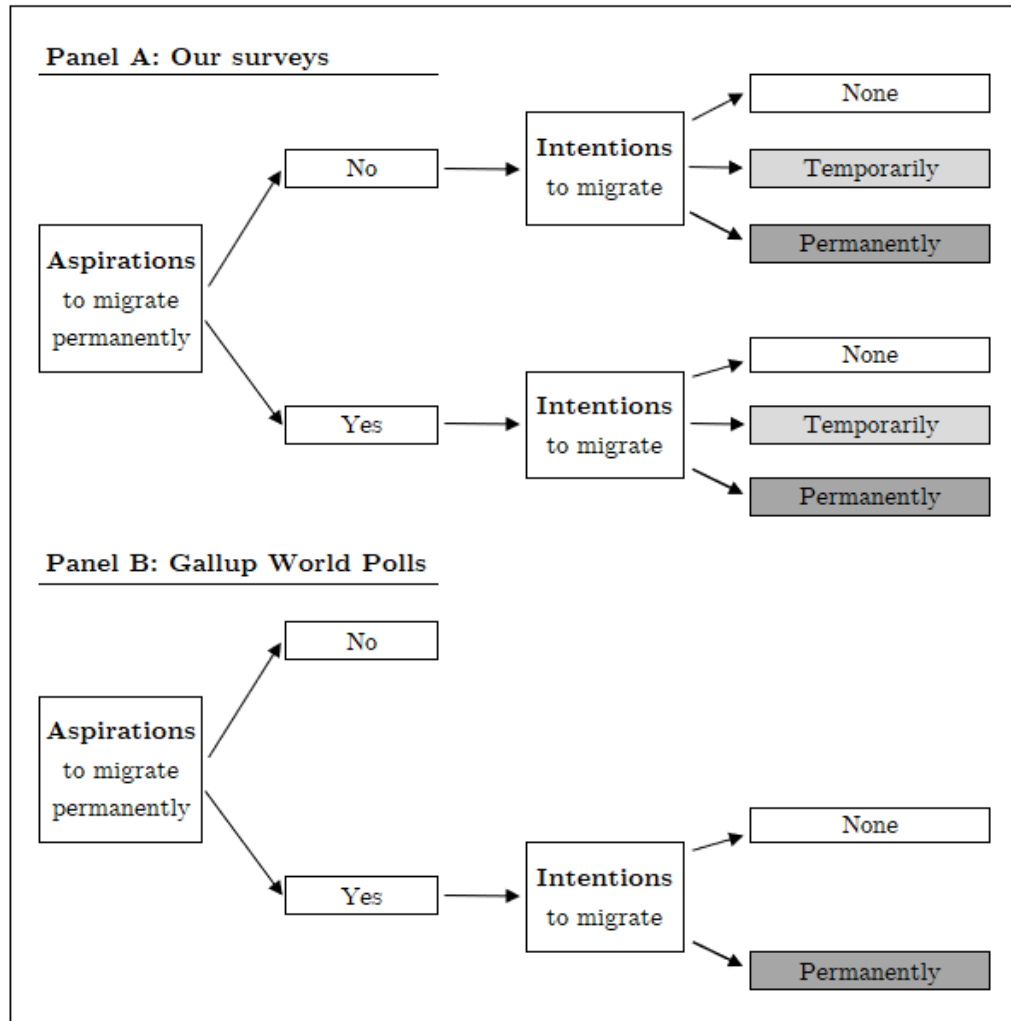 Panel A: Our surveys
Aspirations
to migrate
permanently
No
Intentions
to migrate
None
Temporarily
Permanently
Yes
Intentions
to migrate
None
Temporarily
Permanently
Panel B: Gallup World Polls
Aspirations
to migrate
permanently
No
Yes
Intentions
to migrate
None
Permanently